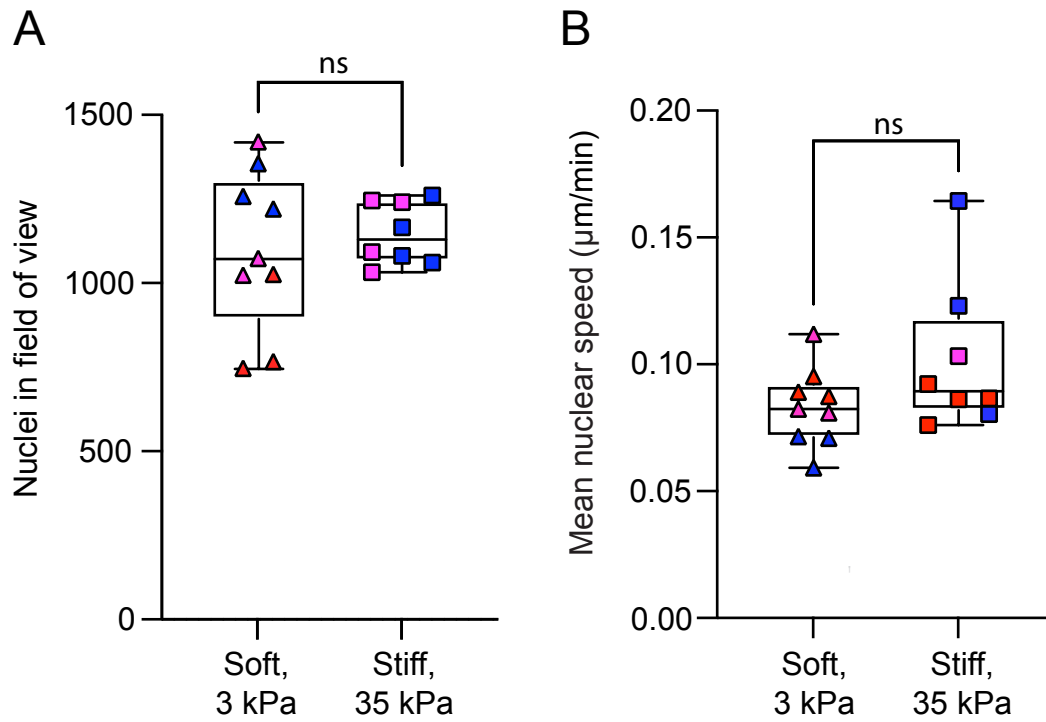 A
Nuclei in field of view
1500
1000
500
0
ns
Soft,
3 kPa
Stiff,
35 kPa
B
Mean nuclear speed (µm/min)
0.20
0.15
0.10
0.05
0.00
ns
Soft,
3 kPa
Stiff,
35 kPa